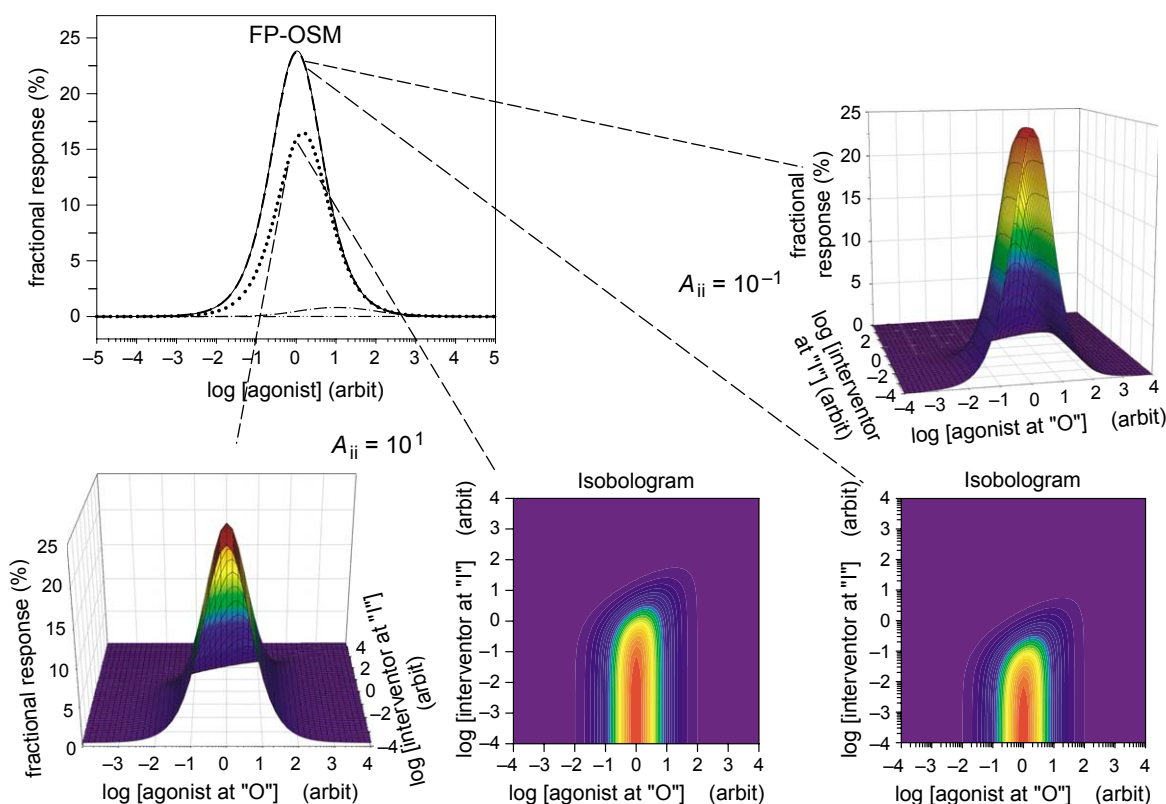 FP-OSM
25
20
15
10
5
0
fractional response (%)
–5 –4 –3 –2 –1 0 1 2 3 4 5
log [agonist] (arbit)
A_ii = 10^–1
25
20
15
10
5
0
fractional
response (%)
2
0
–2
–4
log [interventor
at "I"] (arbit)
–4 –3 –2 –1 0 1 2 3 4
log [agonist at "O"] (arbit)
A_ii = 10^1
25
20
15
10
5
0
fractional response (%)
–3 –2 –1 0 1 2 3 4
log [agonist at "O"] (arbit)
4
2
0
–2
–4
log [interventor at "I"]
(arbit)
Isobologram
4
3
2
1
0
–1
–2
–3
–4
log [interventor at "I"] (arbit)
–4 –3 –2 –1 0 1 2 3 4
log [agonist at "O"] (arbit)
Isobologram
4
3
2
1
0
–1
–2
–3
–4
log [interventor at "I"] (arbit)
–4 –3 –2 –1 0 1 2 3 4
log [agonist at "O"] (arbit)